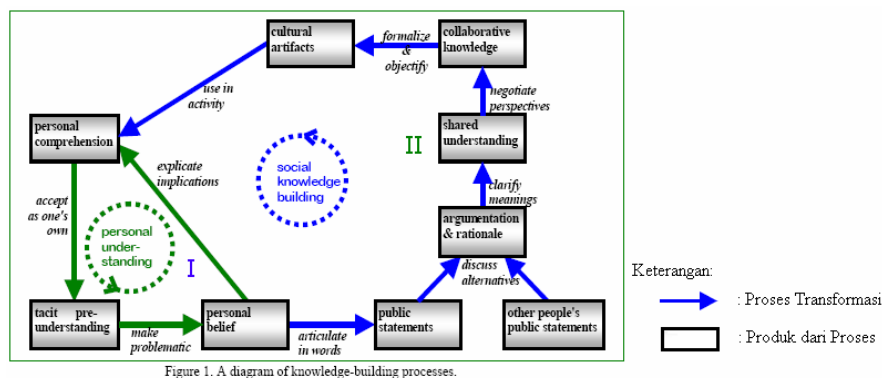 cultural
artifacts
formalize
&
objectify
collaborative
knowledge
use in
activity
negotiate
perspectives
personal
comprehension
explicate
implications
social
knowledge
building
II
shared
understanding
accept
as one's
own
clarify
meanings
personal
under-
standing
I
argumentation
& rationale
discuss
alternatives
tacit pre-
understanding
make
problematic
personal
belief
articulate
in words
public
statements
other people's
public statements
Keterangan:
: Proses Transformasi
: Produk dari Proses
Figure 1. A diagram of knowledge-building processes.